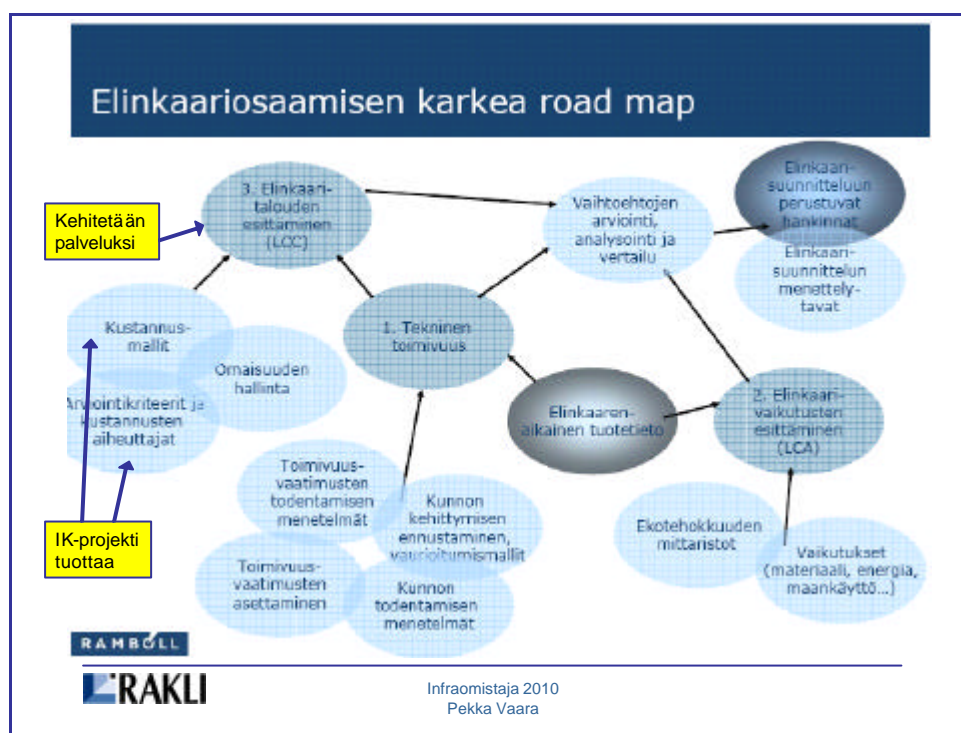 Elinkaariosaamisen karkea road map
Kehitetään
palveluksi
3. Elinkaari-
talouden
esittäminen
(LCC)
Vaihtoehtojen
arviointi,
analysointi ja
vertailu
Elinkaari-
suunnitteluun
perustuvat
hankinnat
Elinkaari-
suunnittelun
menettely-
tavat
Kustannus-
mallit
Omaisuuden
hallinta
Arviointikriteerit ja
kustannusten
aiheuttajat
1. Tekninen
toimivuus
Elinkaaren-
aikainen tuotetieto
2. Elinkaari-
vaikutusten
esittäminen
(LCA)
IK-projekti
tuottaa
Toimivuus-
vaatimusten
todentamisen
menetelmät
Kunnon
kehittymisen
ennustaminen,
vaurioitumismallit
Toimivuus-
vaatimusten
asettaminen
Kunnon
todentamisen
menetelmät
Ekotehokkuuden
mittaristot
Vaikutukset
(materiaali, energia,
maankäyttö...)
RAMBOLL
RAKLI
Infraomistaja 2010
Pekka Vaara